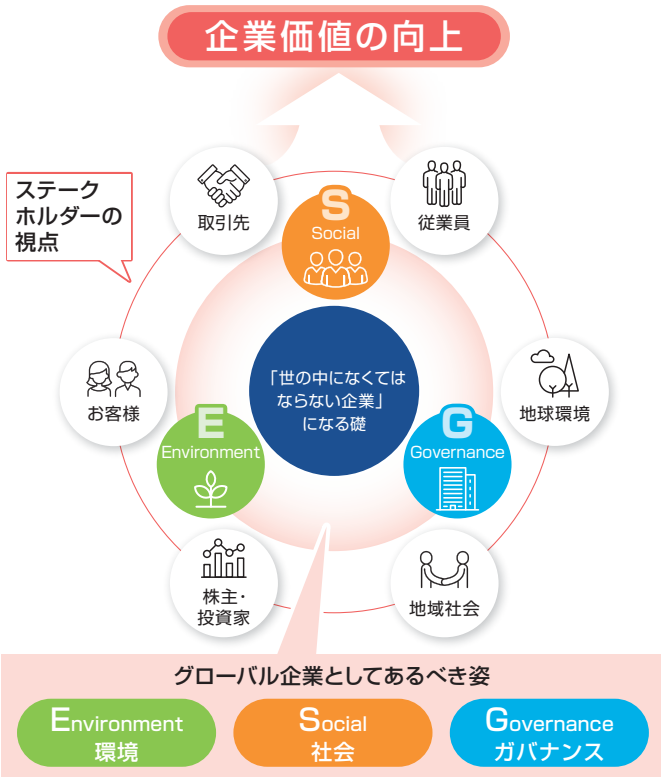 企業価値の向上
ステーク
ホルダーの
視点
取引先
従業員
S
Social
お客様
「世の中になくては
ならない企業」
になる礎
地球環境
E
Environment
G
Governance
株主・
投資家
地域社会
グローバル企業としてあるべき姿
Environment
環境
Social
社会
Governance
ガバナンス